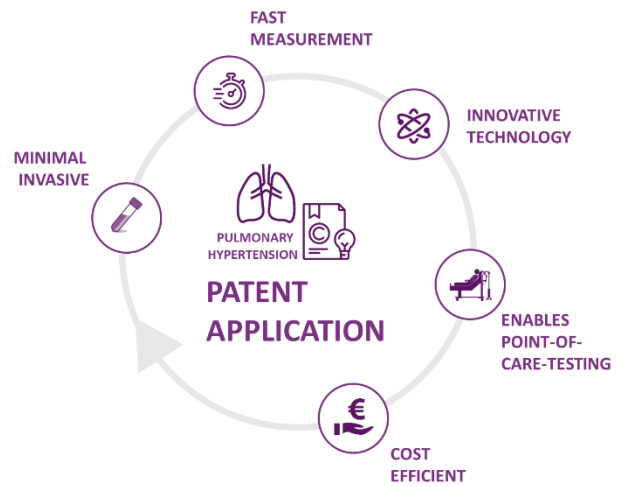 FAST
MEASUREMENT
INNOVATIVE
TECHNOLOGY
MINIMAL
INVASIVE
PULMONARY
HYPERTENSION
©
PATENT
APPLICATION
ENABLES
POINT-OF-
CARE-TESTING
€
COST
EFFICIENT